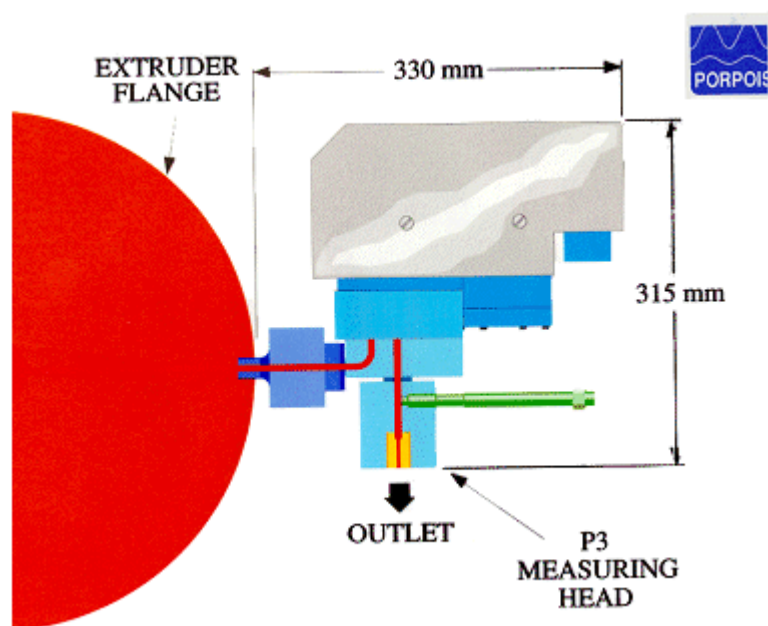 EXTRUDER
FLANGE
330 mm
PORPOIS
315 mm
OUTLET
P3
MEASURING
HEAD